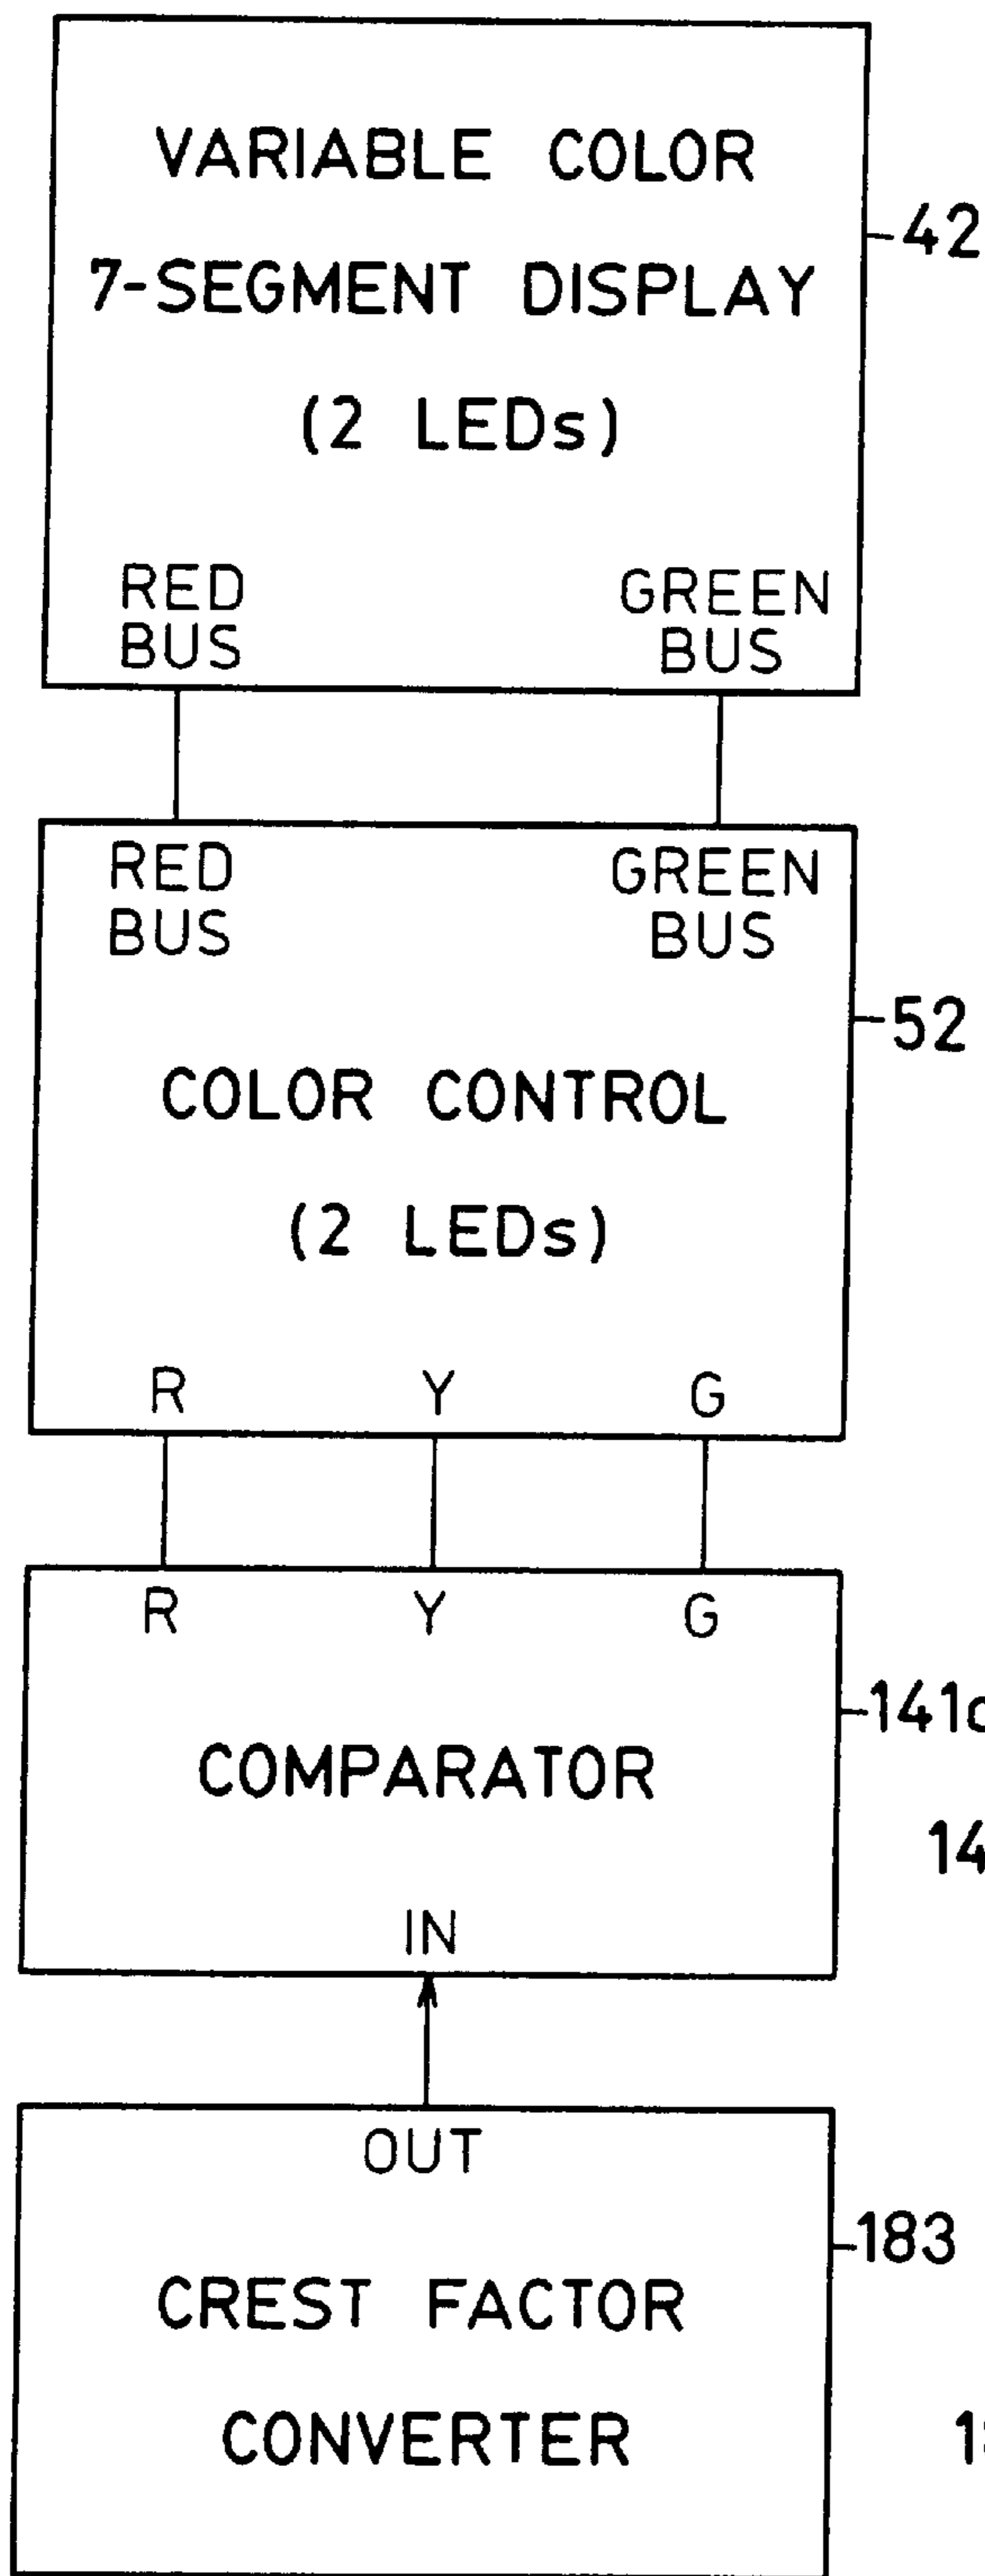 VARIABLE COLOR
7-SEGMENT DISPLAY
(2 LEDs)
42
RED
BUS
GREEN
BUS
RED
BUS
GREEN
BUS
52
COLOR CONTROL
(2 LEDs)
R Y G
R Y G
COMPARATOR
IN
OUT
183
CREST FACTOR
CONVERTER